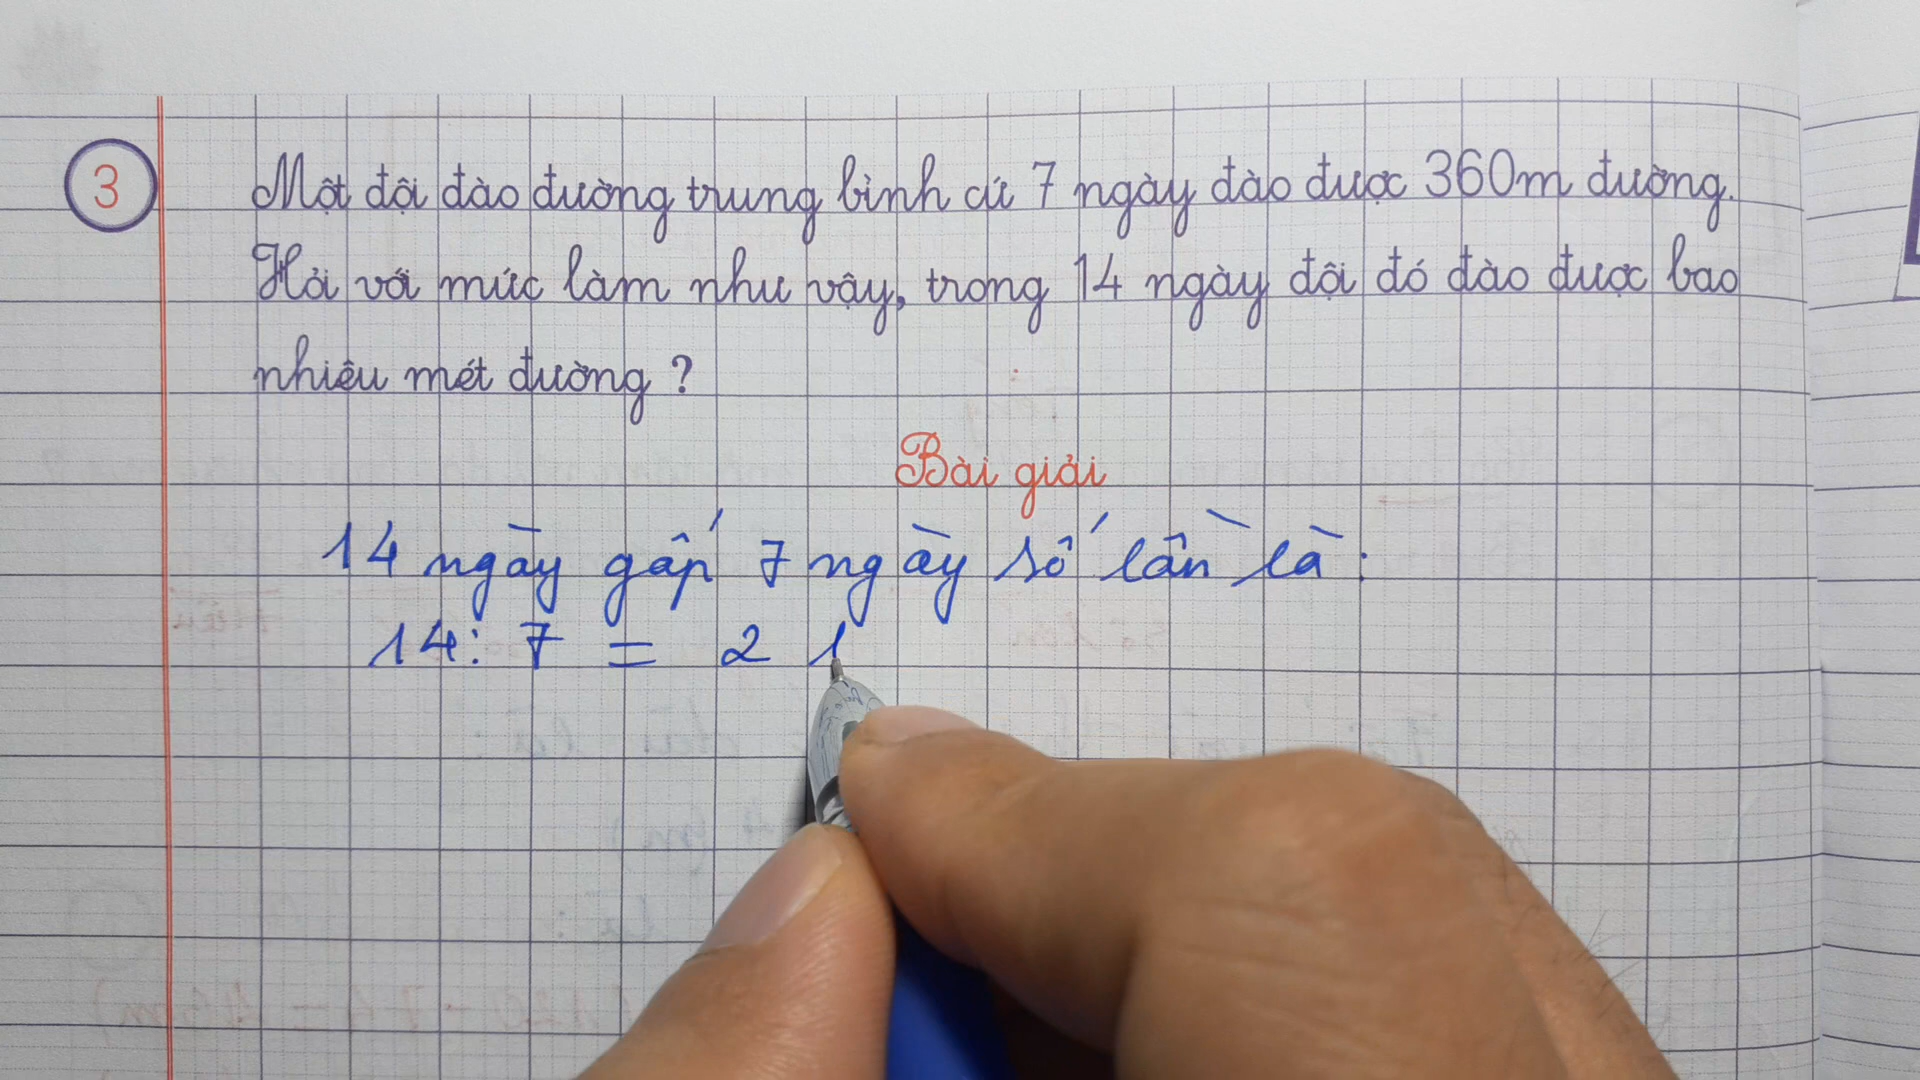 3
Một đội đào đường trung bình cứ 7 ngày đào được 360m đường.
Hỏi với mức làm như vậy, trong 14 ngày đội đó đào được bao
nhiêu mét đường ?
Bài giải
14 ngày gấp 7 ngày số lần là:
14: 7 = 2